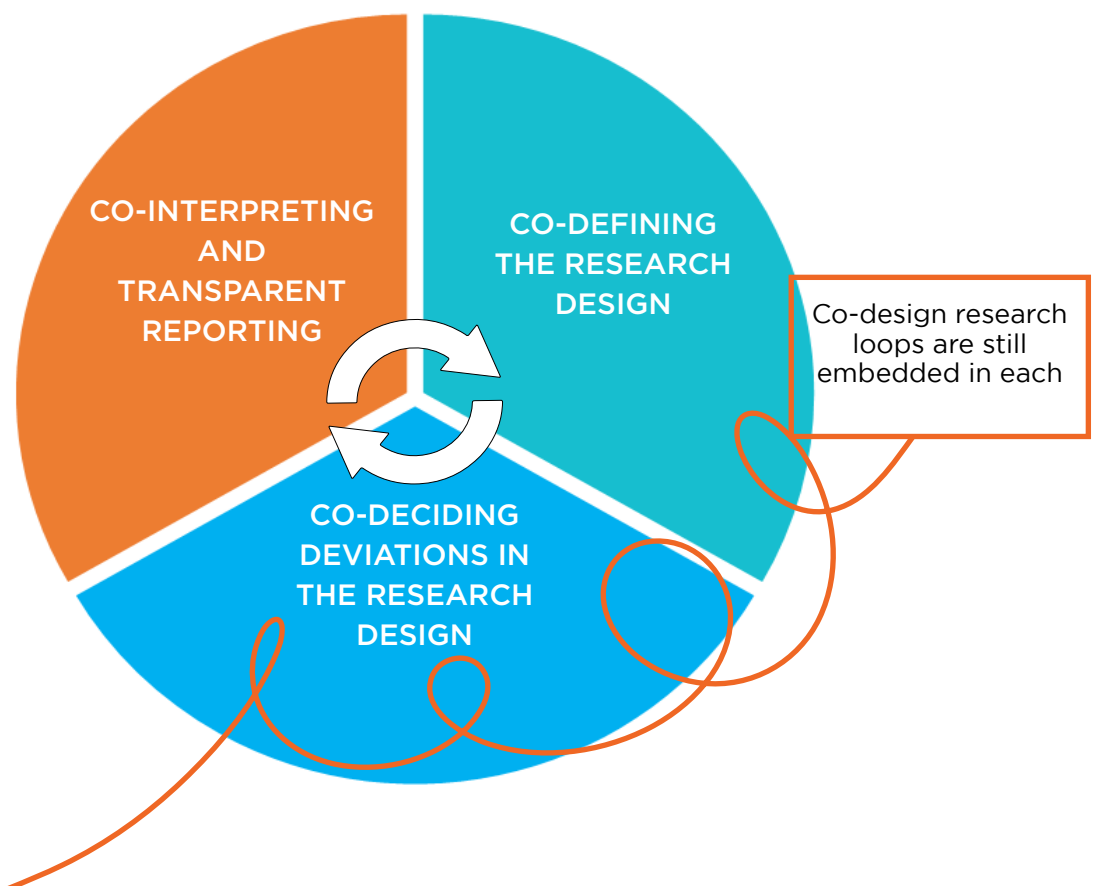 CO-INTERPRETING
AND
TRANSPARENT
REPORTING
CO-DEFINING
THE RESEARCH
DESIGN
Co-design research
loops are still
embedded in each
CO-DECIDING
DEVIATIONS IN
THE RESEARCH
DESIGN